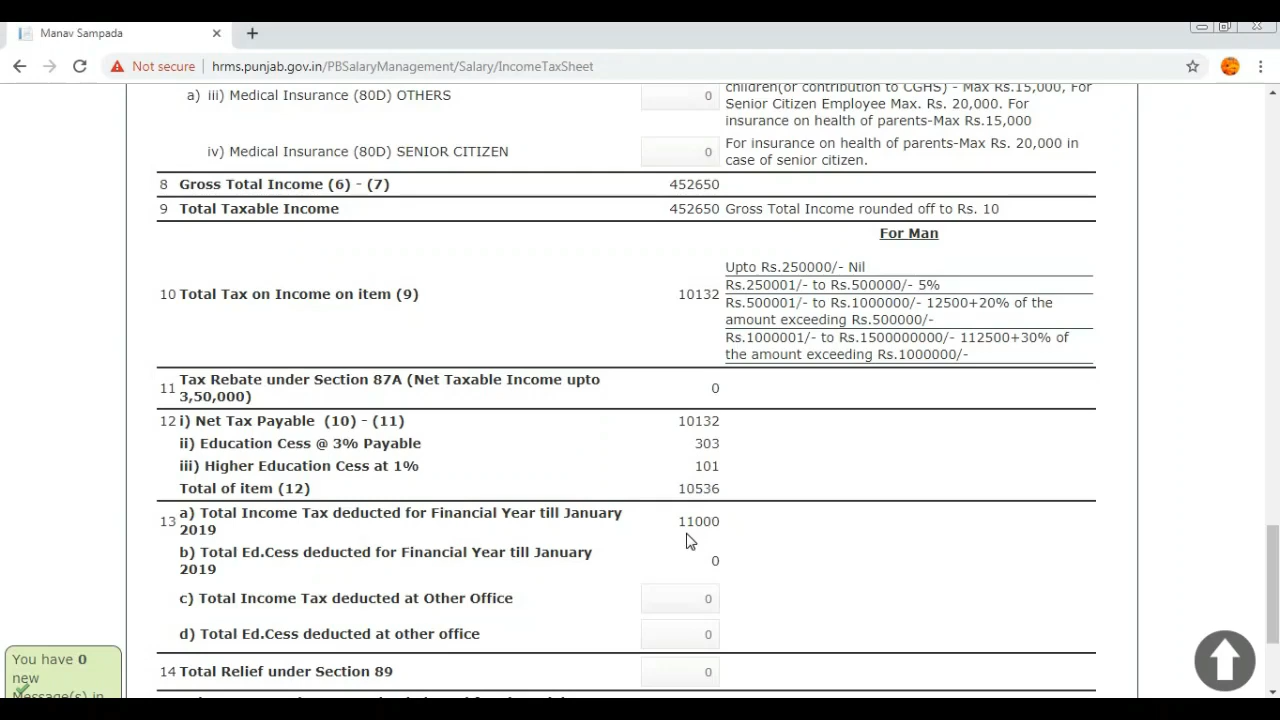 Manav Sampada
Not secure hrms.punjab.gov.in/PBSalaryManagement/Salary/IncomeTaxSheet
a) iii) Medical Insurance (80D) OTHERS 0 children(or contribution to CGHS) - Max Rs.15,000, For
Senior Citizen Employee Max. Rs. 20,000. For
insurance on health of parents-Max Rs.15,000
iv) Medical Insurance (80D) SENIOR CITIZEN 0 For insurance on health of parents-Max Rs. 20,000 in
case of senior citizen.
8 Gross Total Income (6) - (7) 452650
9 Total Taxable Income 452650 Gross Total Income rounded off to Rs. 10
For Man
Upto Rs.250000/- Nil
Rs.250001/- to Rs.500000/- 5%
10 Total Tax on Income on item (9) 10132 Rs.500001/- to Rs.1000000/- 12500+20% of the
amount exceeding Rs.500000/-
Rs.1000001/- to Rs.1500000000/- 112500+30% of
the amount exceeding Rs.1000000/-
11 Tax Rebate under Section 87A (Net Taxable Income upto
3,50,000) 0
12 i) Net Tax Payable (10) - (11) 10132
ii) Education Cess @ 3% Payable 303
iii) Higher Education Cess at 1% 101
Total of item (12) 10536
13 a) Total Income Tax deducted for Financial Year till January
2019 11000
b) Total Ed.Cess deducted for Financial Year till January
2019 0
c) Total Income Tax deducted at Other Office 0
d) Total Ed.Cess deducted at other office 0
14 Total Relief under Section 89 0
You have 0
new
Message(s) in